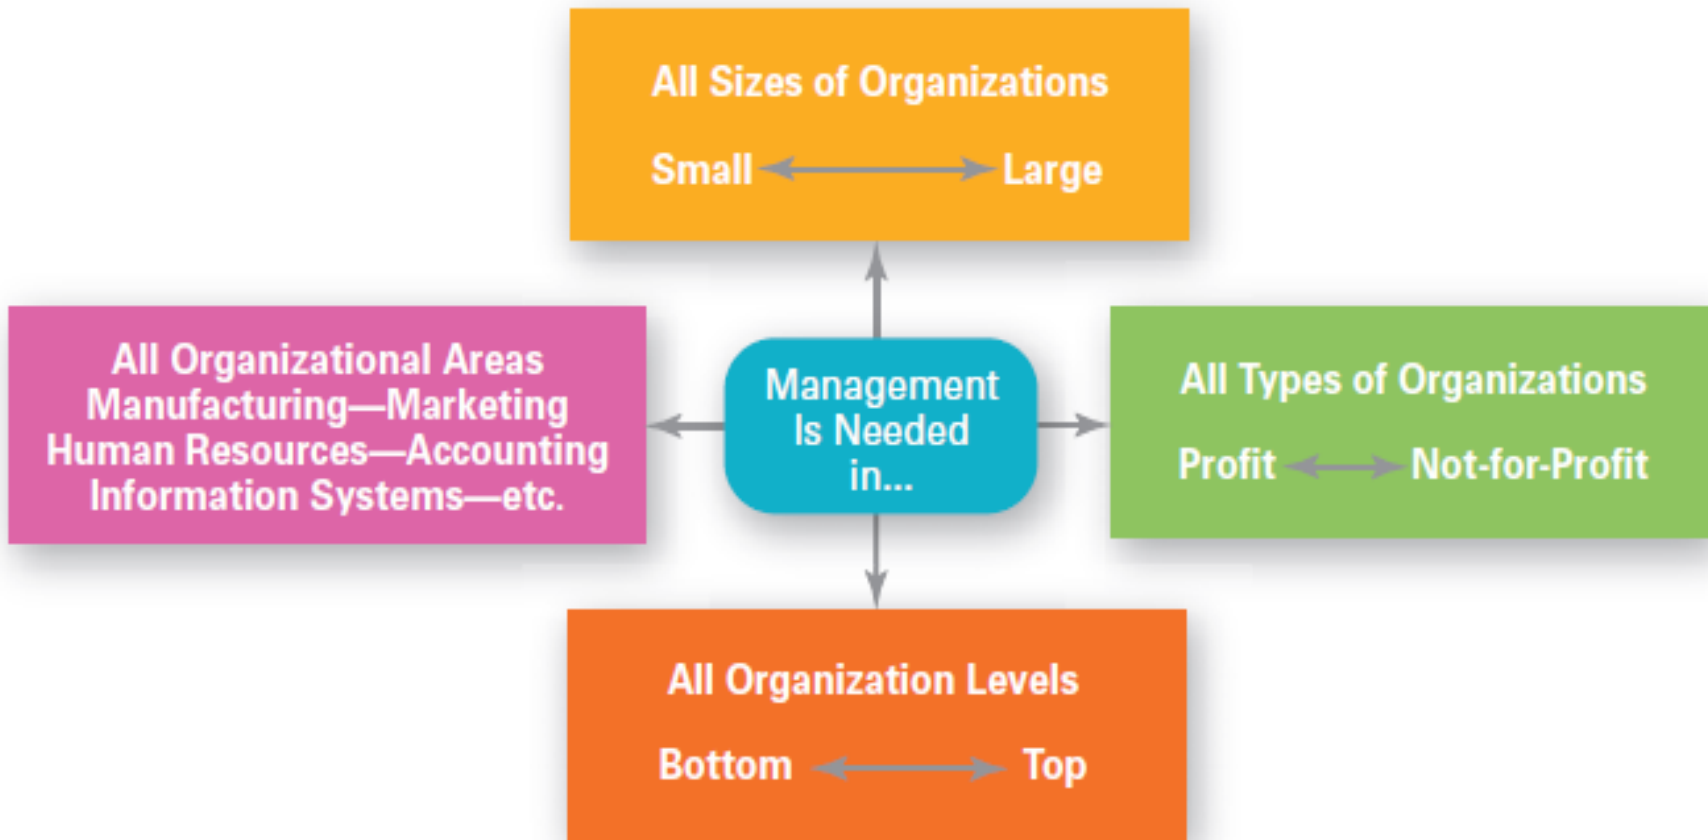 All Sizes of Organizations
Small Large
All Organizational Areas
Manufacturing—Marketing
Human Resources—Accounting
Information Systems—etc.
Management
Is Needed
in...
All Types of Organizations
Profit Not-for-Profit
All Organization Levels
Bottom Top